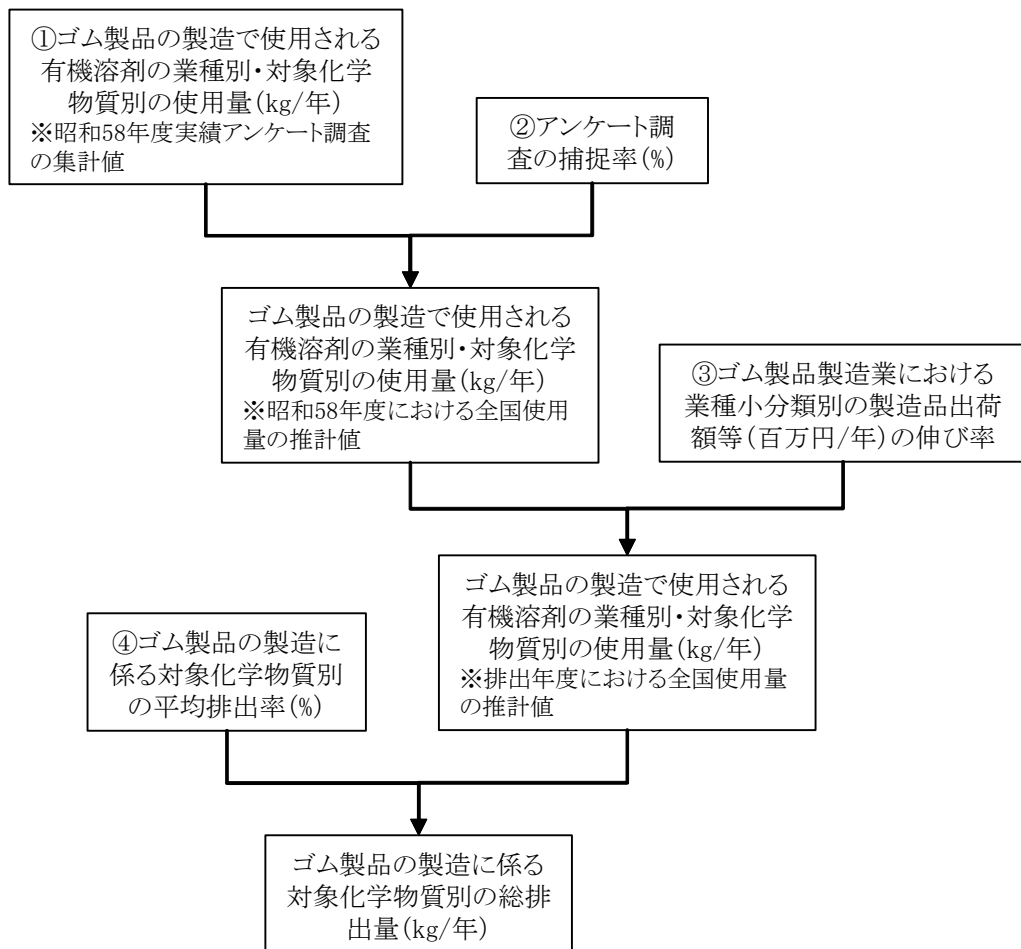 ①ゴム製品の製造で使用される
有機溶剤の業種別・対象化学
物質別の使用量(kg/年)
※昭和58年度実績アンケート調査
の集計値
②アンケート調
査の捕捉率(%)
ゴム製品の製造で使用される
有機溶剤の業種別・対象化学
物質別の使用量(kg/年)
※昭和58年度における全国使用
量の推計値
③ゴム製品製造業における
業種小分類別の製造品出荷
額等(百万円/年)の伸び率
ゴム製品の製造で使用される
有機溶剤の業種別・対象化学
物質別の使用量(kg/年)
※排出年度における全国使用量
の推計値
④ゴム製品の製造に
係る対象化学物質別
の平均排出率(%)
ゴム製品の製造に係る
対象化学物質別の総排
出量(kg/年)